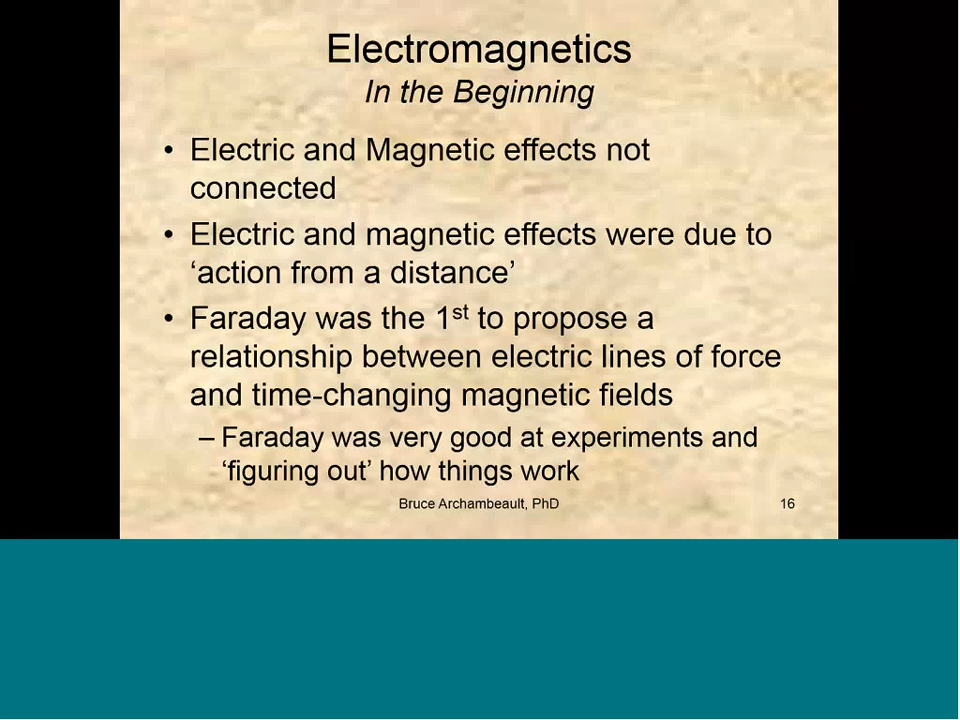 Electromagnetics
In the Beginning
• Electric and Magnetic effects not
connected
• Electric and magnetic effects were due to
‘action from a distance’
• Faraday was the 1st to propose a
relationship between electric lines of force
and time-changing magnetic fields
– Faraday was very good at experiments and
‘figuring out’ how things work
Bruce Archambeault, PhD 16